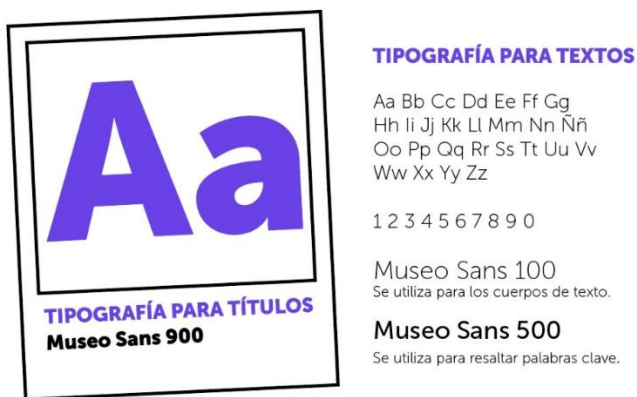 Aa
TIPOGRAFÍA PARA TÍTULOS
Museo Sans 900
TIPOGRAFÍA PARA TEXTOS
Aa Bb Cc Dd Ee Ff Gg
Hh Ii Jj Kk Ll Mm Nn Ññ
Oo Pp Qq Rr Ss Tt Uu Vv
Ww Xx Yy Zz
1 2 3 4 5 6 7 8 9 0
Museo Sans 100
Se utiliza para los cuerpos de texto.
Museo Sans 500
Se utiliza para resaltar palabras clave.